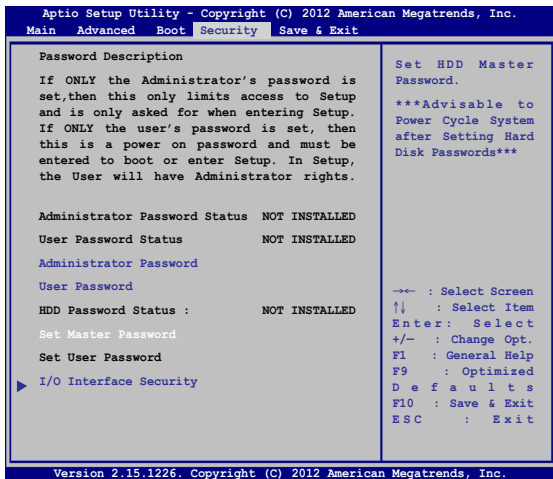 Aptio Setup Utility - Copyright (C) 2012 American Megatrends, Inc.
Main Advanced Boot Security Save & Exit
Password Description
If ONLY the Administrator's password is
set,then this only limits access to Setup
and is only asked for when entering Setup.
If ONLY the user's password is set, then
this is a power on password and must be
entered to boot or enter Setup. In Setup,
the User will have Administrator rights.
Administrator Password Status NOT INSTALLED
User Password Status NOT INSTALLED
Administrator Password
User Password
HDD Password Status : NOT INSTALLED
Set Master Password
Set User Password
I/O Interface Security
Set HDD Master
Password.
***Advisable to
Power Cycle System
after Setting Hard
Disk Passwords***
→← : Select Screen
↑↓ : Select Item
Enter: Select
+/— : Change Opt.
F1 : General Help
F9 : Optimized
Defaults
F10 : Save & Exit
ESC : Exit
Version 2.15.1226. Copyright (C) 2012 American Megatrends, Inc.